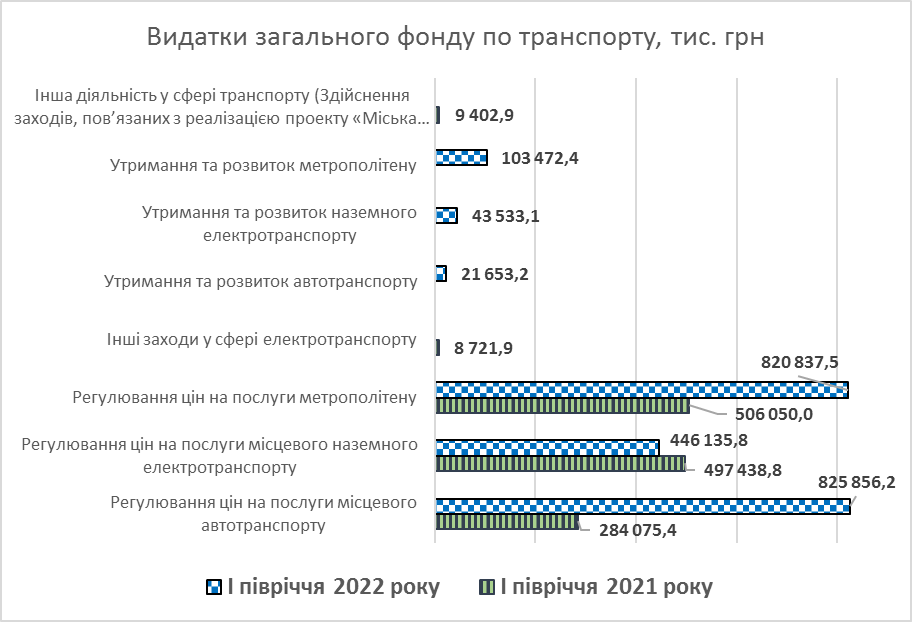 Видатки загального фонду по транспорту, тис. грн
Інша діяльність у сфері транспорту (Здійснення
заходів, пов’язаних з реалізацією проекту «Міська…
9 402,9
Утримання та розвиток метрополітену
103 472,4
Утримання та розвиток наземного
електротранспорту
43 533,1
Утримання та розвиток автотранспорту
21 653,2
Інші заходи у сфері електротранспорту
8 721,9
Регулювання цін на послуги метрополітену
820 837,5
506 050,0
Регулювання цін на послуги місцевого наземного
електротранспорту
446 135,8
497 438,8
Регулювання цін на послуги місцевого
автотранспорту
825 856,2
284 075,4
І півріччя 2022 року
І півріччя 2021 року